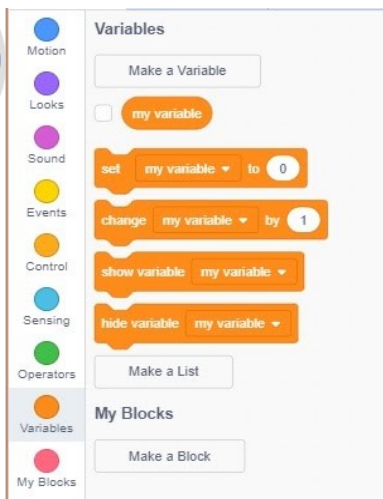 Motion
Looks
Sound
Events
Control
Sensing
Operators
Variables
My Blocks
Variables
Make a Variable
my variable
set my variable to 0
change my variable by 1
show variable my variable
hide variable my variable
Make a List
My Blocks
Make a Block